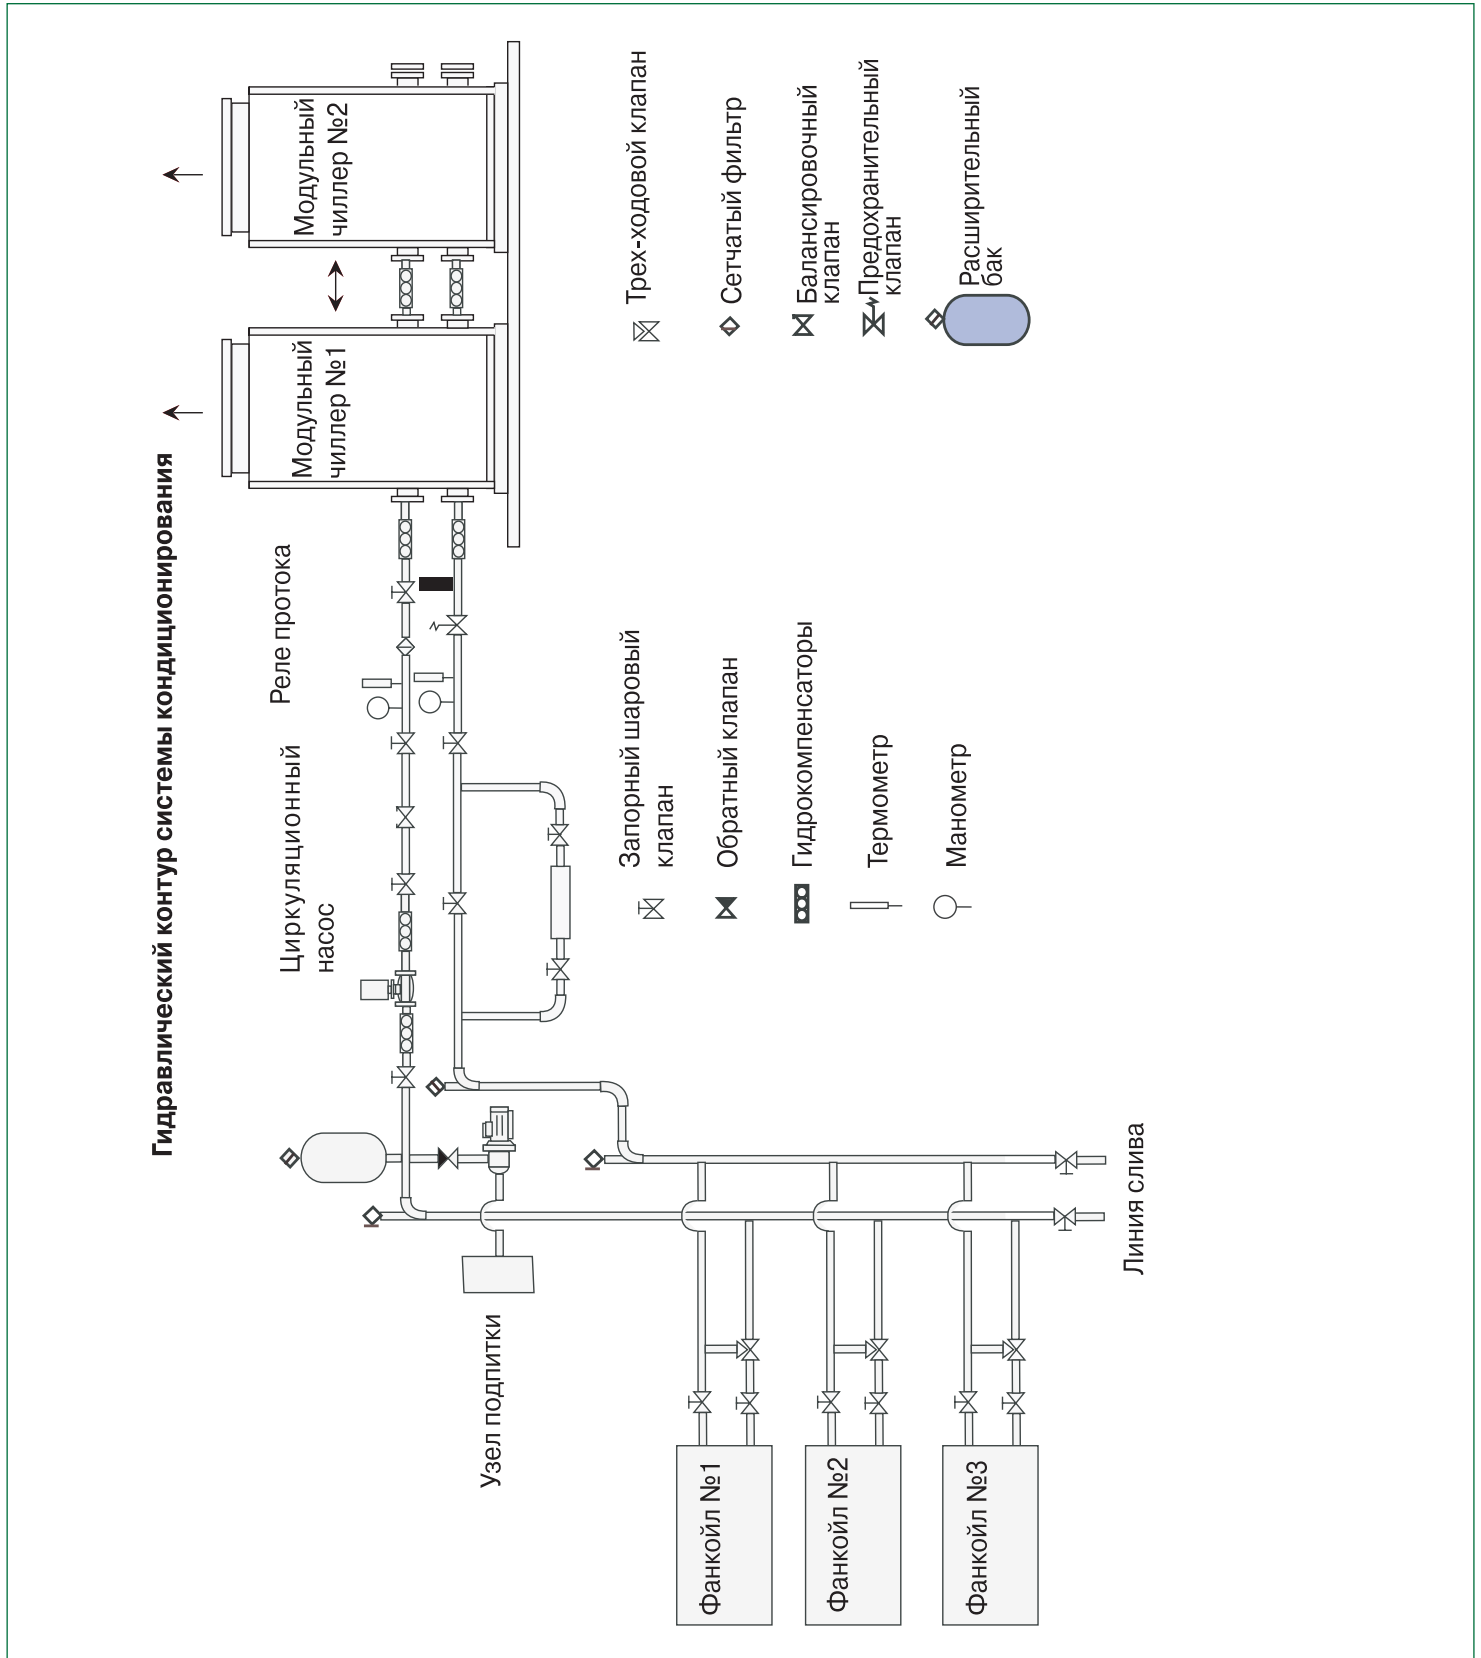 Гидравлический контур системы кондиционирования
Узел подпитки
Циркуляционный
насос
Реле протока
Модульный
чиллер №1
Модульный
чиллер №2
Фанкойл №1
Фанкойл №2
Фанкойл №3
Линия слива
Запорный шаровый
клапан
Обратный клапан
Гидрокомпенсаторы
Термометр
Манометр
Трех-ходовой клапан
Сетчатый фильтр
Балансировочный
клапан
Предохранительный
клапан
Расширительный
бак